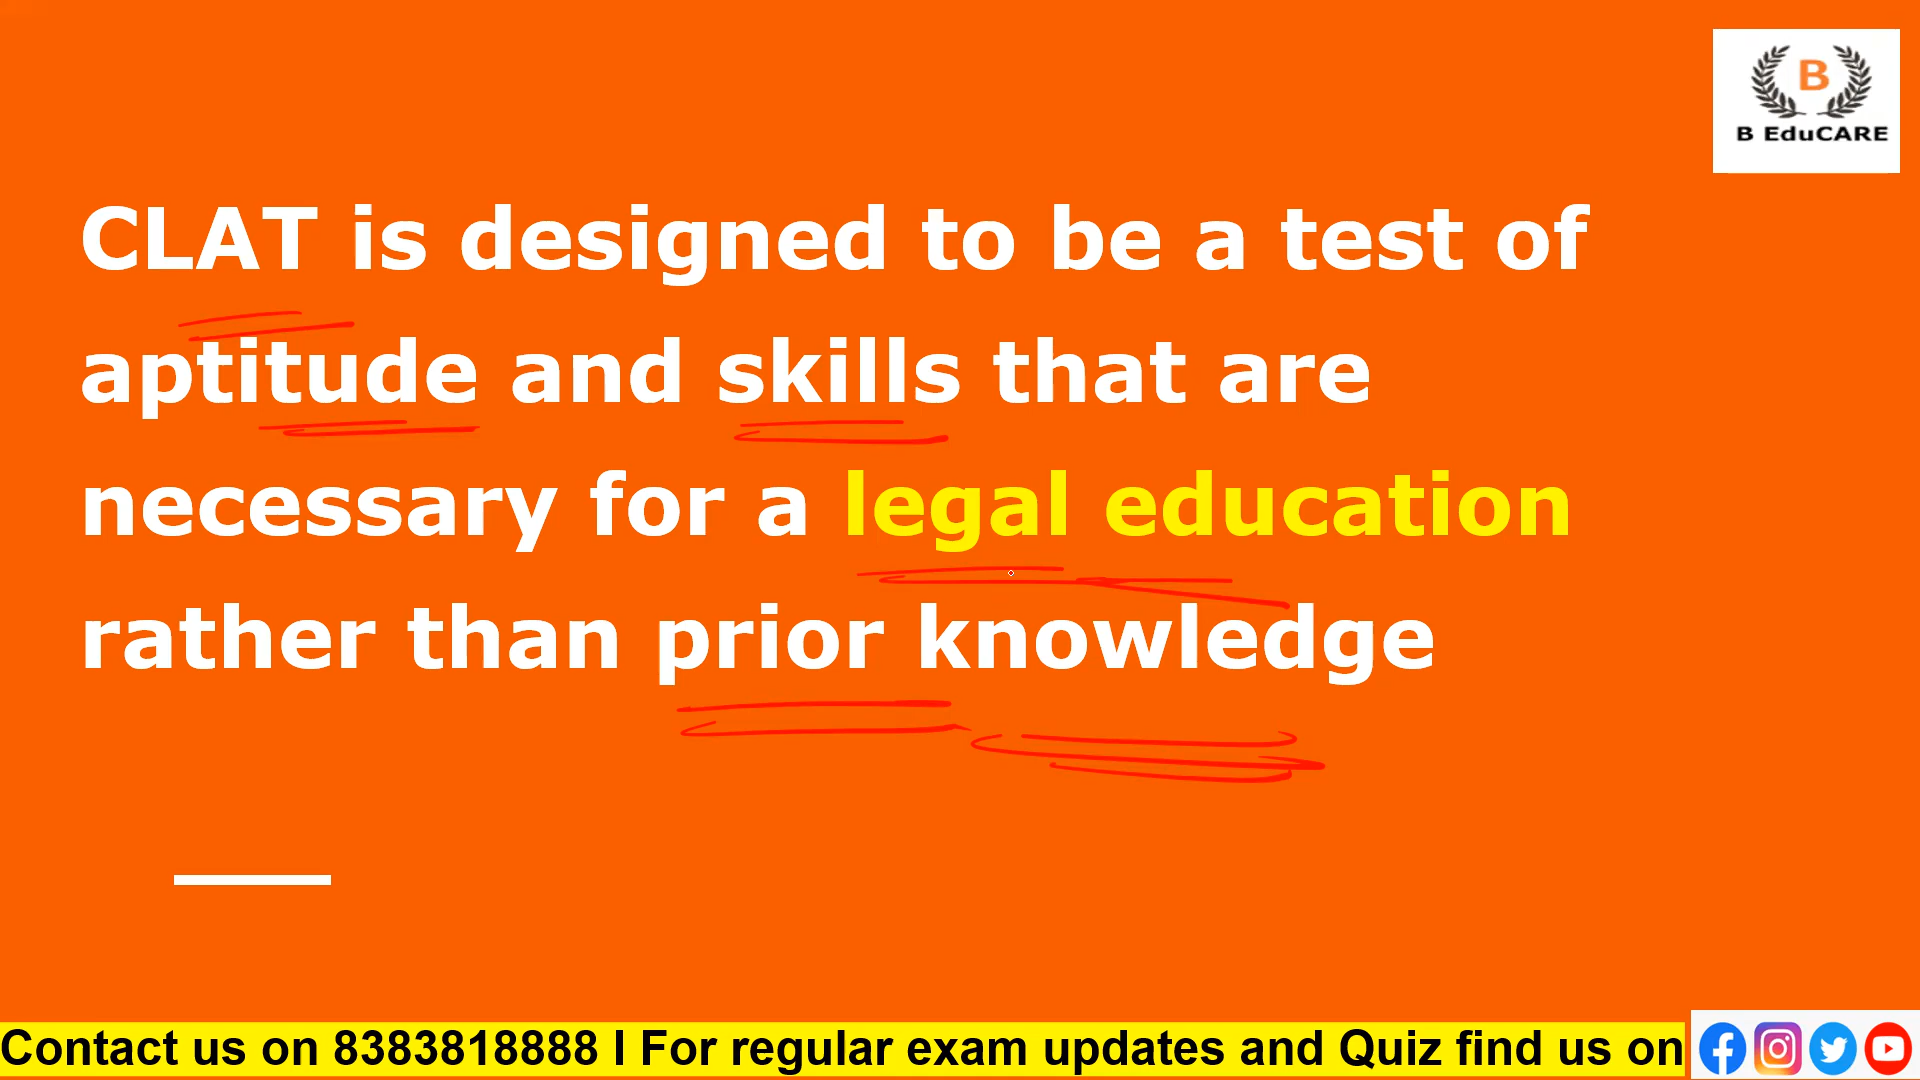 B
B EduCARE
CLAT is designed to be a test of
aptitude and skills that are
necessary for a legal education
rather than prior knowledge
Contact us on 8383818888 I For regular exam updates and Quiz find us on